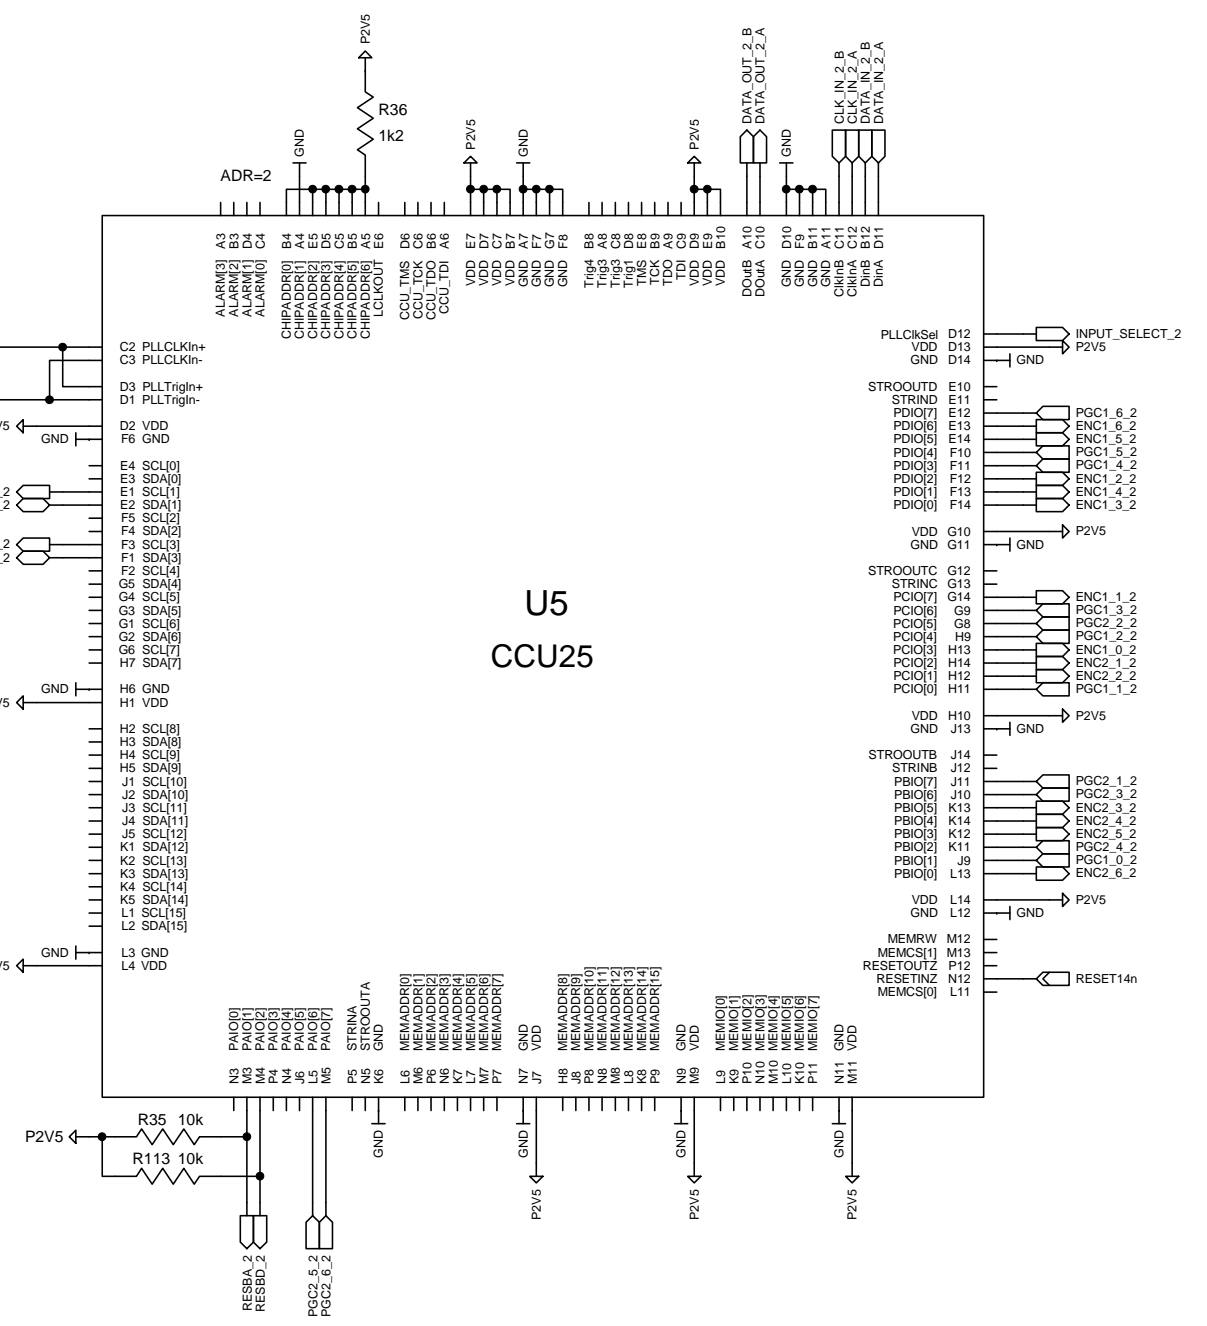 P2V5
R36
1k2
GND
ADR=2
P2V5
GND
P2V5
DATA_OUT_2_B
DATA_OUT_2_A
GND
CLK_IN_2_B
CLK_IN_2_A
DATA_IN_2_B
DATA_IN_2_A
A3 ALARM[3]
B3 ALARM[2]
D4 ALARM[1]
C4 ALARM[0]
B4 CHIPADDR[0]
A4 CHIPADDR[1]
E5 CHIPADDR[2]
D5 CHIPADDR[3]
C5 CHIPADDR[4]
B5 CHIPADDR[5]
A5 CHIPADDR[6]
E6 LCLKOUT
D6 CCU_TMS
C6 CCU_TCK
B6 CCU_TDO
A6 CCU_TDI
E7 VDD
D7 VDD
C7 VDD
B7 VDD
A7 GND
F7 GND
G7 GND
F8 GND
B8 Trig4
A8 Trig3
C8 Trig3
D8 Trig1
E8 TMS
B9 TCK
A9 TDO
C9 TDI
D9 VDD
E9 VDD
B10 VDD
A10 DOutB
C10 DOutA
D10 GND
F9 GND
B11 GND
A11 GND
C11 ClkInB
C12 ClkInA
B12 DinB
D11 DinA
C2 PLLCLKIn+
C3 PLLCLKIn-
D3 PLLTrigIn+
D1 PLLTrigIn-
V5 D2 VDD
GND F6 GND
E4 SCL[0]
E3 SDA[0]
_2 E1 SCL[1]
_2 E2 SDA[1]
F5 SCL[2]
F4 SDA[2]
_2 F3 SCL[3]
_2 F1 SDA[3]
F2 SCL[4]
G5 SDA[4]
G4 SCL[5]
G3 SDA[5]
G1 SCL[6]
G2 SDA[6]
G6 SCL[7]
H7 SDA[7]
GND H6 GND
V5 H1 VDD
H2 SCL[8]
H3 SDA[8]
H4 SCL[9]
H5 SDA[9]
J1 SCL[10]
J2 SDA[10]
J3 SCL[11]
J4 SDA[11]
J5 SCL[12]
K1 SDA[12]
K2 SCL[13]
K3 SDA[13]
K4 SCL[14]
K5 SDA[14]
L1 SCL[15]
L2 SDA[15]
GND L3 GND
V5 L4 VDD
U5
CCU25
PLLClkSel D12 INPUT_SELECT_2
VDD D13 P2V5
GND D14 GND
STROOUTD E10
STRIND E11
PDIO[7] E12 PGC1_6_2
PDIO[6] E13 ENC1_6_2
PDIO[5] E14 ENC1_5_2
PDIO[4] F10 PGC1_5_2
PDIO[3] F11 PGC1_4_2
PDIO[2] F12 ENC1_2_2
PDIO[1] F13 ENC1_4_2
PDIO[0] F14 ENC1_3_2
VDD G10 P2V5
GND G11 GND
STROOUTC G12
STRINC G13
PCIO[7] G14 ENC1_1_2
PCIO[6] G9 PGC1_3_2
PCIO[5] G8 PGC2_2_2
PCIO[4] H9 PGC1_2_2
PCIO[3] H13 ENC1_0_2
PCIO[2] H14 ENC2_1_2
PCIO[1] H12 ENC2_2_2
PCIO[0] H11 PGC1_1_2
VDD H10 P2V5
GND J13 GND
STROOUTB J14
STRINB J12
PBIO[7] J11 PGC2_1_2
PBIO[6] J10 PGC2_3_2
PBIO[5] K13 ENC2_3_2
PBIO[4] K14 ENC2_4_2
PBIO[3] K12 ENC2_5_2
PBIO[2] K11 PGC2_4_2
PBIO[1] J9 PGC1_0_2
PBIO[0] L13 ENC2_6_2
VDD L14 P2V5
GND L12 GND
MEMRW M12
MEMCS[1] M13
RESETOUTZ P12
RESETINZ N12 RESET14n
MEMCS[0] L11
PAIO[0] N3
PAIO[1] M3
PAIO[2] M4
PAIO[3] P4
PAIO[4] N4
PAIO[5] J6
PAIO[6] L5
PAIO[7] M5
STRINA P5
STROOUTA N5
GND K6
MEMADDR[0] L6
MEMADDR[1] M6
MEMADDR[2] P6
MEMADDR[3] N6
MEMADDR[4] K7
MEMADDR[5] L7
MEMADDR[6] M7
MEMADDR[7] P7
GND N7
VDD J7
MEMADDR[8] H8
MEMADDR[9] J8
MEMADDR[10] P8
MEMADDR[11] N8
MEMADDR[12] M8
MEMADDR[13] L8
MEMADDR[14] K8
MEMADDR[15] P9
GND N9
VDD M9
MEMIO[0] L9
MEMIO[1] K9
MEMIO[2] P10
MEMIO[3] N10
MEMIO[4] M10
MEMIO[5] L10
MEMIO[6] K10
MEMIO[7] P11
GND N11
VDD M11
P2V5
R35 10k
R113 10k
GND
GND
P2V5
GND
P2V5
GND
P2V5
RESBA_2
RESBD_2
PGC2_5_2
PGC2_6_2